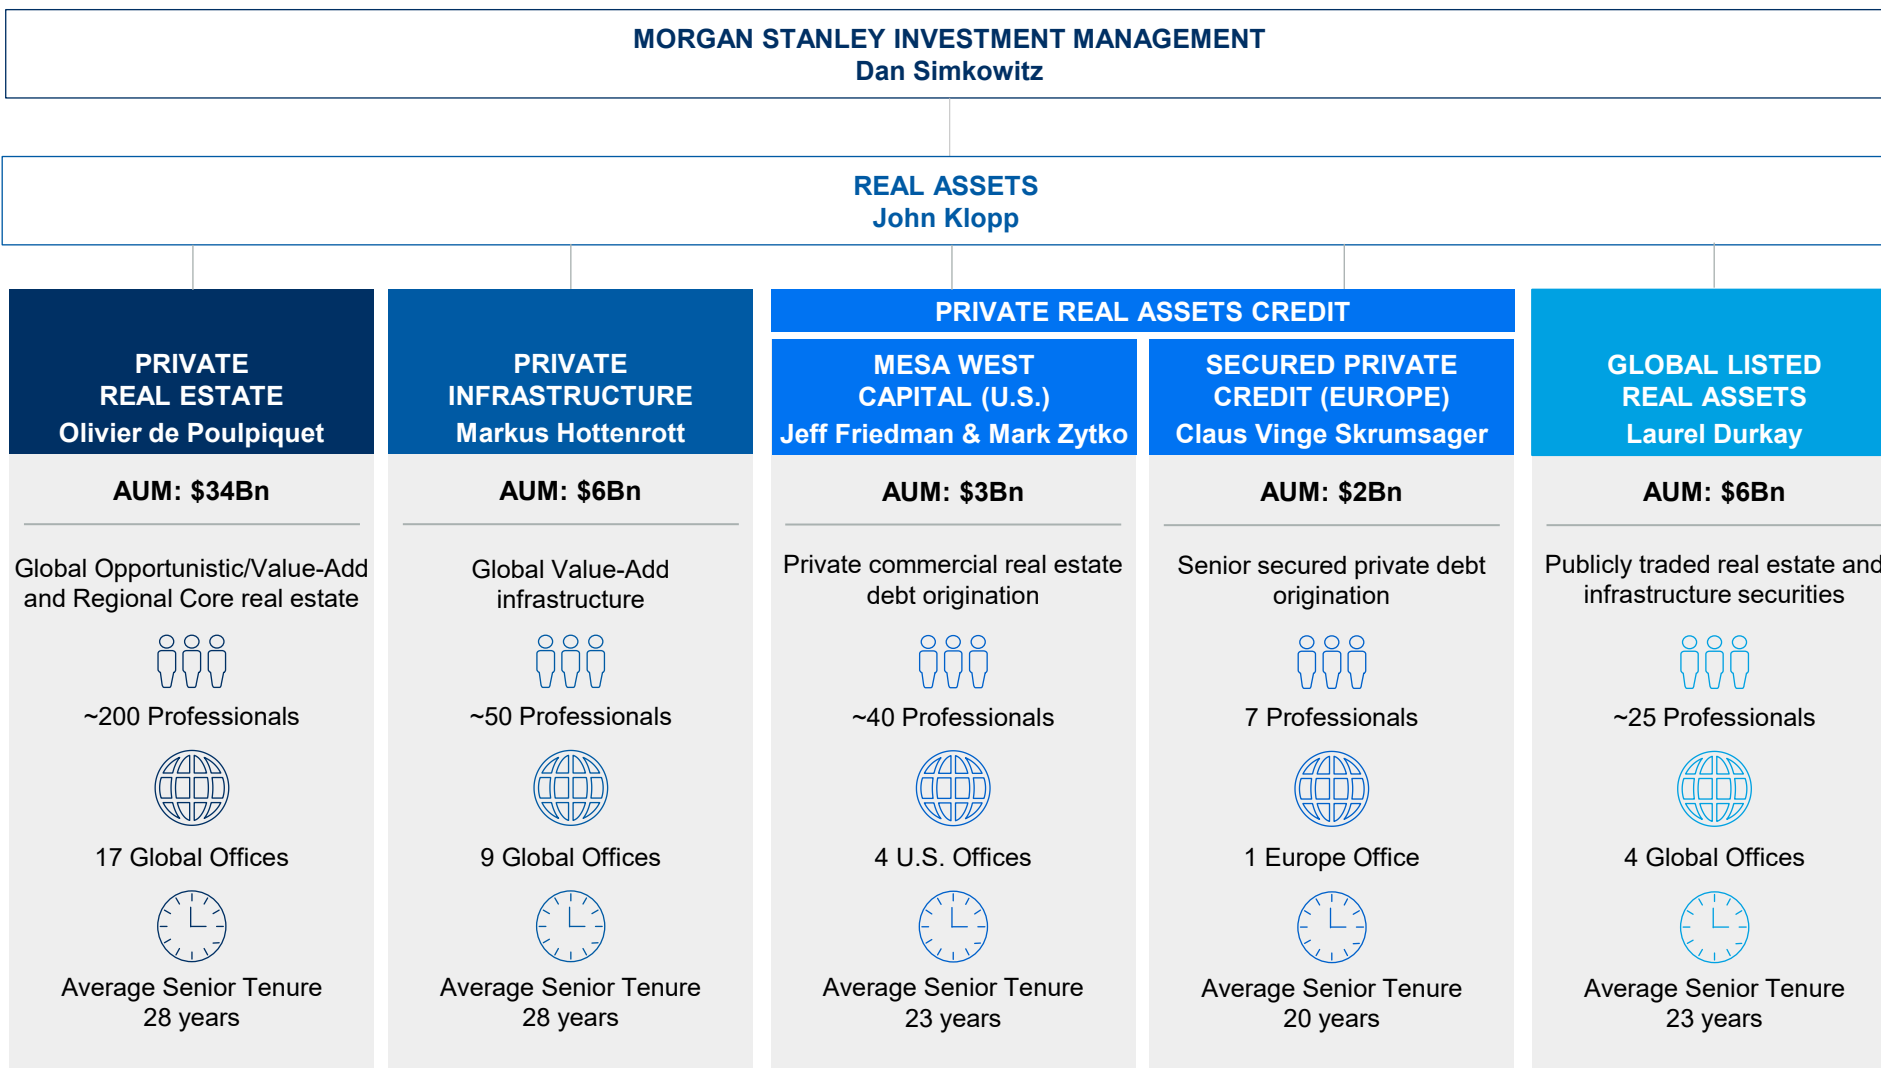 MORGAN STANLEY INVESTMENT MANAGEMENT
Dan Simkowitz
REAL ASSETS
John Klopp
PRIVATE
REAL ESTATE
Olivier de Poulpiquet
AUM: $34Bn
Global Opportunistic/Value-Add
and Regional Core real estate
~200 Professionals
17 Global Offices
Average Senior Tenure
28 years
PRIVATE
INFRASTRUCTURE
Markus Hottenrott
AUM: $6Bn
Global Value-Add
infrastructure
~50 Professionals
9 Global Offices
Average Senior Tenure
28 years
PRIVATE REAL ASSETS CREDIT
MESA WEST
CAPITAL (U.S.)
Jeff Friedman & Mark Zytko
AUM: $3Bn
Private commercial real estate
debt origination
~40 Professionals
4 U.S. Offices
Average Senior Tenure
23 years
SECURED PRIVATE
CREDIT (EUROPE)
Claus Vinge Skrumsager
AUM: $2Bn
Senior secured private debt
origination
7 Professionals
1 Europe Office
Average Senior Tenure
20 years
GLOBAL LISTED
REAL ASSETS
Laurel Durkay
AUM: $6Bn
Publicly traded real estate and
infrastructure securities
~25 Professionals
4 Global Offices
Average Senior Tenure
23 years